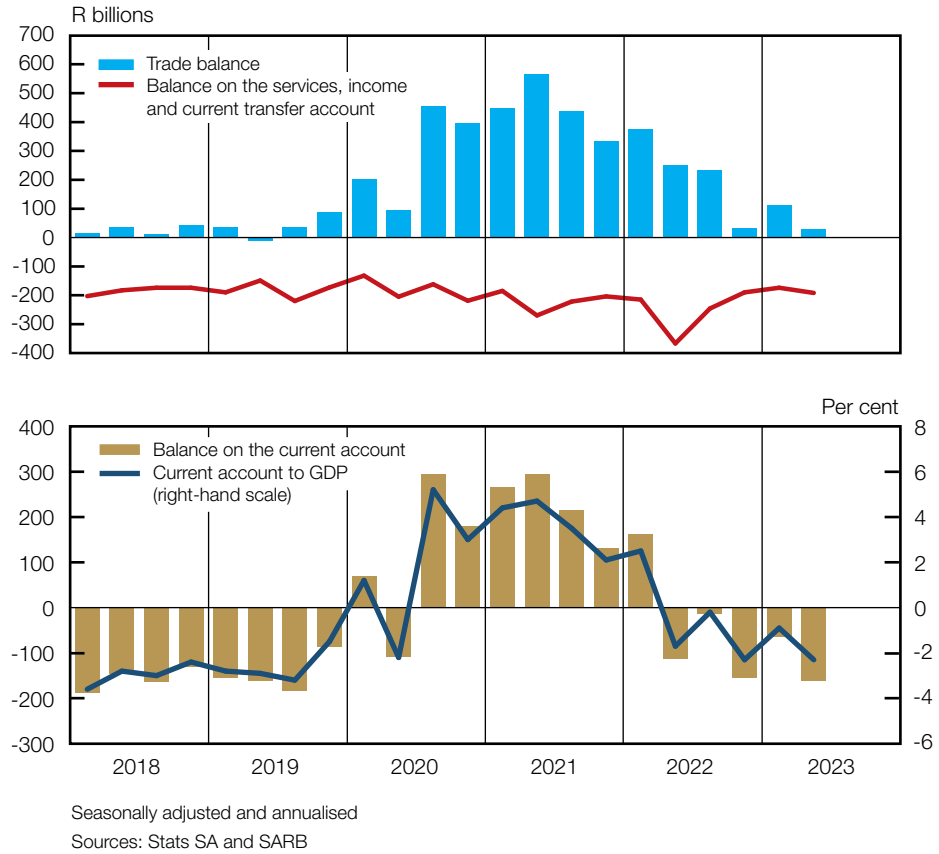 R billions
700
600
500
400
300
200
100
0
-100
-200
-300
-400
Trade balance
Balance on the services, income
and current transfer account
Per cent
400
300
200
100
0
-100
-200
-300
Balance on the current account
Current account to GDP
(right-hand scale)
8
6
4
2
0
-2
-4
-6
2018 2019 2020 2021 2022 2023
Seasonally adjusted and annualised
Sources: Stats SA and SARB